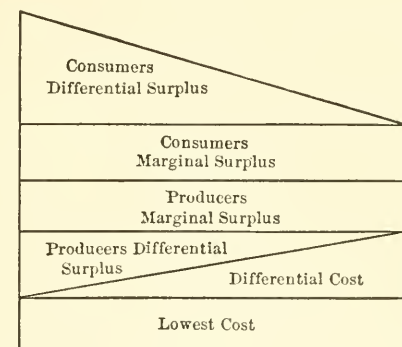 Consumers
Differential Surplus
Consumers
Marginal Surplus
Producers
Marginal Surplus
Producers Differential
Surplus
Differential Cost
Lowest Cost